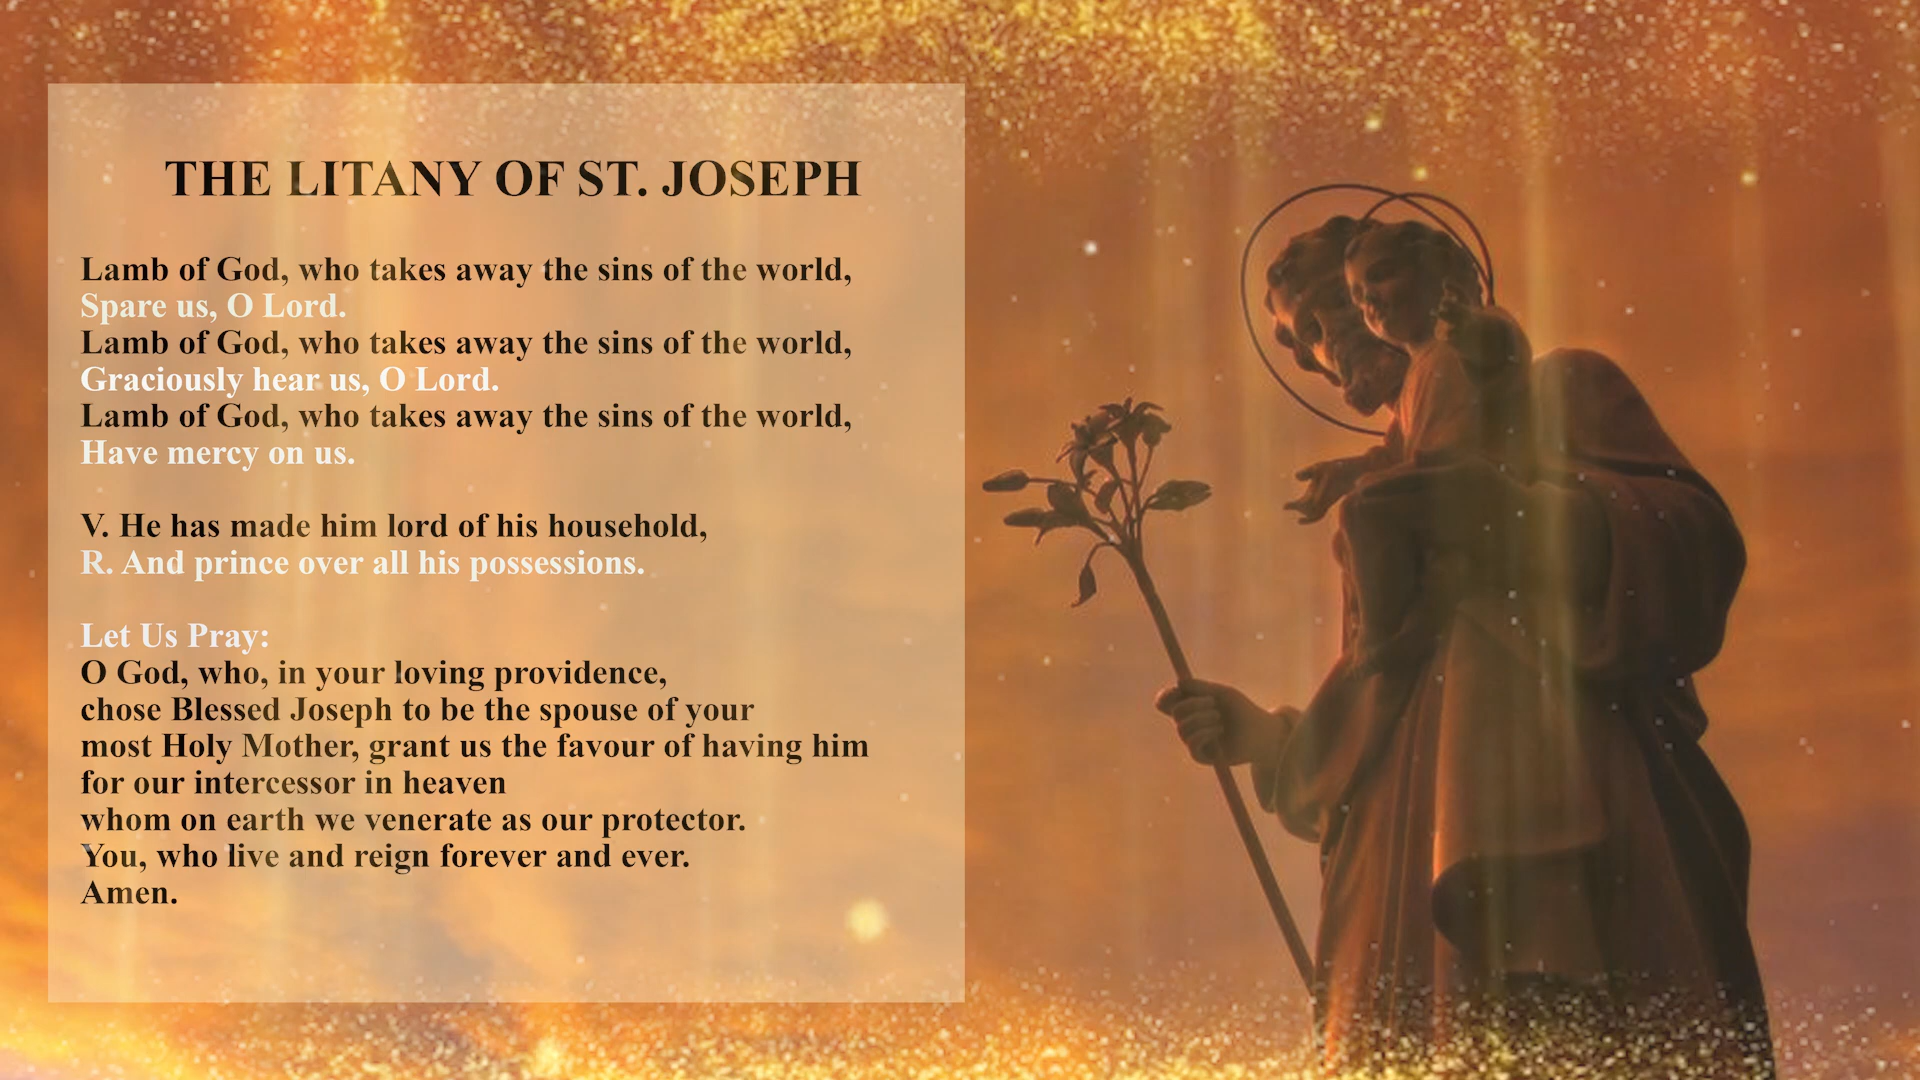 THE LITANY OF ST. JOSEPH
Lamb of God, who takes away the sins of the world,
Spare us, O Lord.
Lamb of God, who takes away the sins of the world,
Graciously hear us, O Lord.
Lamb of God, who takes away the sins of the world,
Have mercy on us.
V. He has made him lord of his household,
R. And prince over all his possessions.
Let Us Pray:
O God, who, in your loving providence,
chose Blessed Joseph to be the spouse of your
most Holy Mother, grant us the favour of having him
for our intercessor in heaven
whom on earth we venerate as our protector.
You, who live and reign forever and ever.
Amen.